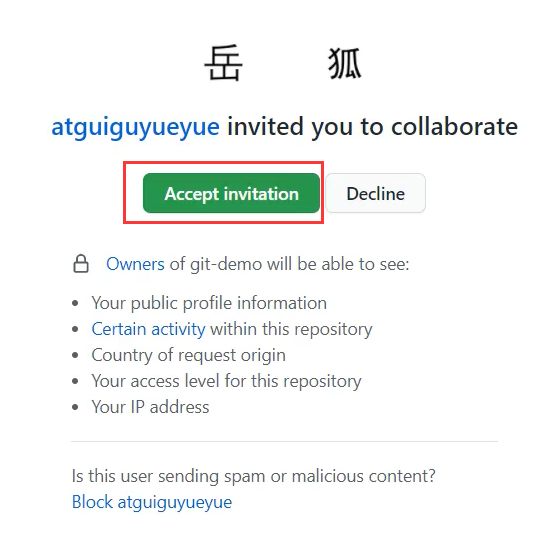 岳 狐
atguiguyueyue invited you to collaborate
Accept invitation Decline
Owners of git-demo will be able to see:
• Your public profile information
• Certain activity within this repository
• Country of request origin
• Your access level for this repository
• Your IP address
Is this user sending spam or malicious content?
Block atguiguyueyue